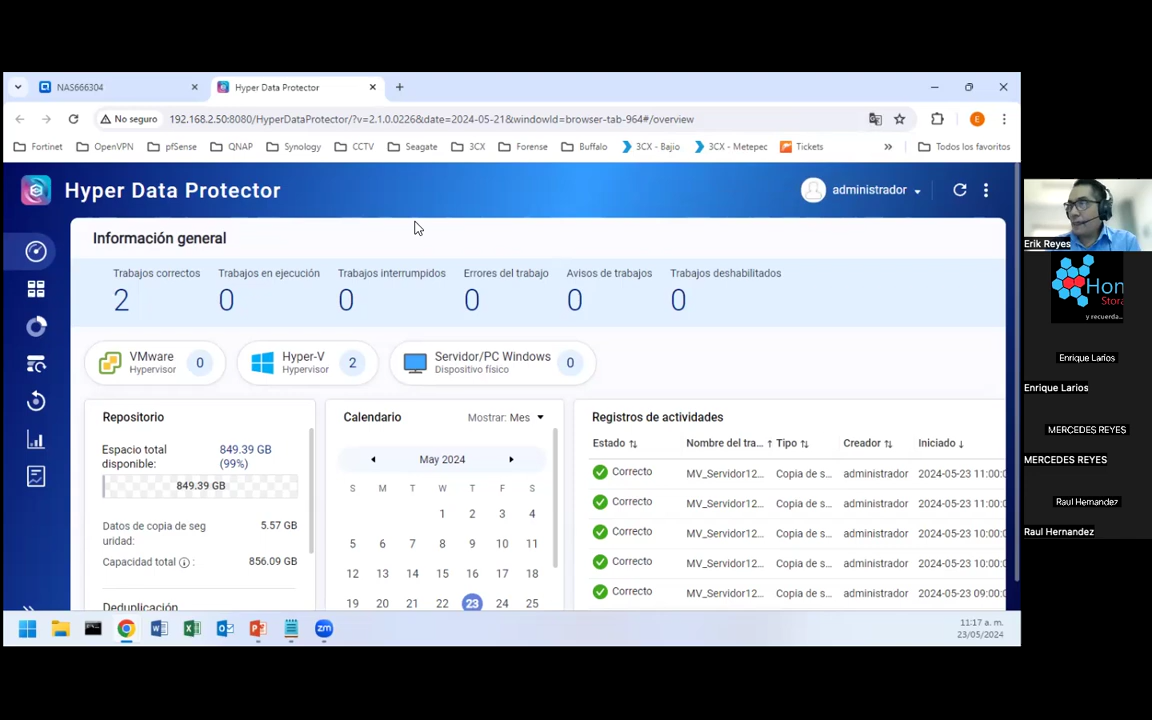 NAS666304
Hyper Data Protector
No seguro
192.168.2.50:8080/HyperDataProtector/?v=2.1.0.0226&date=2024-05-21&windowId=browser-tab-964#/overview
E
Fortinet OpenVPN pfSense QNAP Synology CCTV Seagate 3CX Forense Buffalo 3CX - Bajio 3CX - Metepec Tickets » Todos los favoritos
Hyper Data Protector
administrador
Información general
Trabajos correctos Trabajos en ejecución Trabajos interrumpidos Errores del trabajo Avisos de trabajos Trabajos deshabilitados
2 0 0 0 0 0
VMware
Hypervisor
0
Hyper-V
Hypervisor
2
Servidor/PC Windows
Dispositivo físico
0
Repositorio
Espacio total disponible:
849.39 GB
(99%)
849.39 GB
Datos de copia de seg
uridad:
5.57 GB
Capacidad total :
856.09 GB
Deduplicación
Calendario
Mostrar: Mes
May 2024
S M T W T F S
1 2 3 4
5 6 7 8 9 10 11
12 13 14 15 16 17 18
19 20 21 22 23 24 25
Registros de actividades
Estado Nombre del tra... Tipo Creador Iniciado
Correcto MV_Servidor12... Copia de s... administrador 2024-05-23 11:00:0
Correcto MV_Servidor12... Copia de s... administrador 2024-05-23 11:00:0
Correcto MV_Servidor12... Copia de s... administrador 2024-05-23 10:00:0
Correcto MV_Servidor12... Copia de s... administrador 2024-05-23 10:00:0
Correcto MV_Servidor12... Copia de s... administrador 2024-05-23 09:00:0
zm
11:17 a. m.
23/05/2024
Erik Reyes
Hon
Stora
y recuerda...
Enrique Larios
Enrique Larios
MERCEDES REYES
MERCEDES REYES
Raul Hernandez
Raul Hernandez